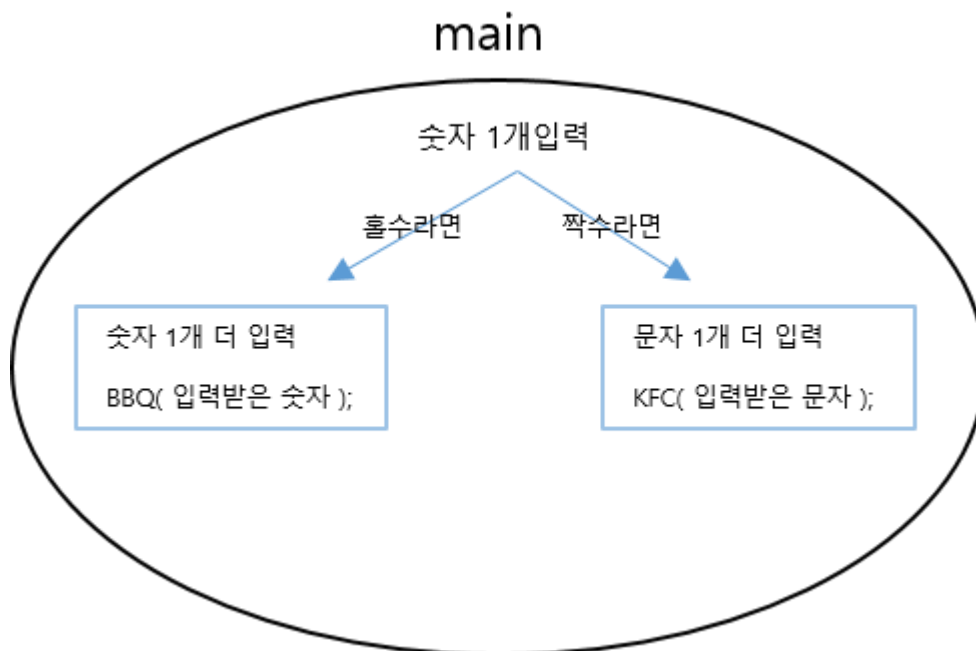 main
숫자 1개입력
홀수라면
짝수라면
숫자 1개 더 입력
BBQ( 입력받은 숫자 );
문자 1개 더 입력
KFC( 입력받은 문자 );